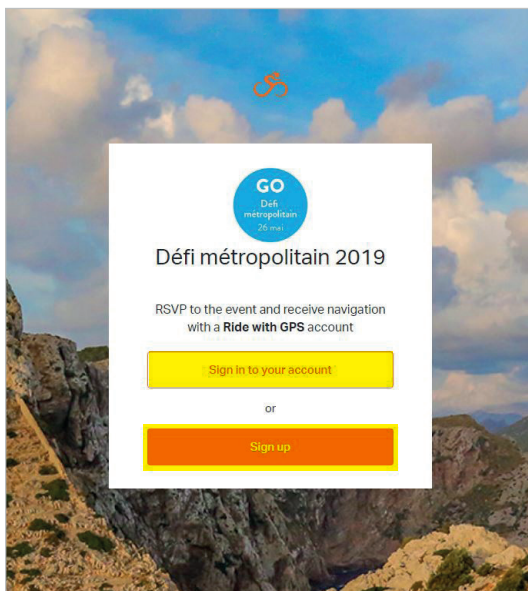 GO
Défi
métropolitain
26 mai
Défi métropolitain 2019
RSVP to the event and receive navigation
with a Ride with GPS account
Sign in to your account
or
Sign up